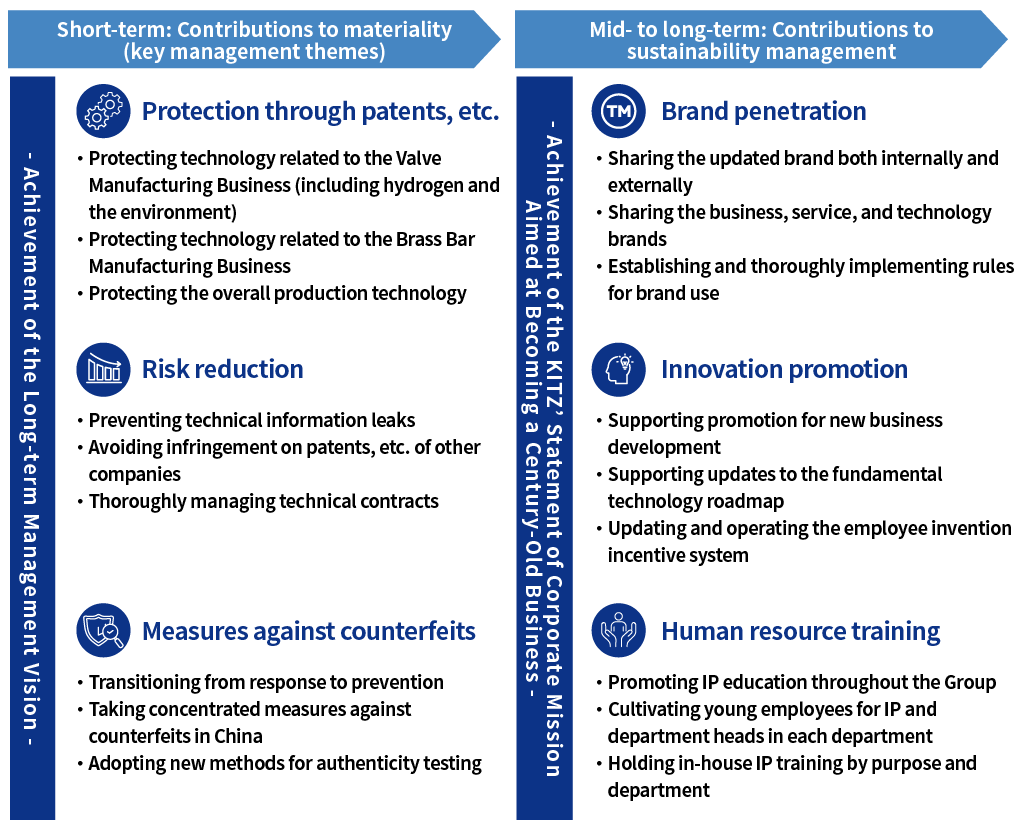 Short-term: Contributions to materiality
(key management themes)
- Achievement of the Long-term Management Vision -
Protection through patents, etc.
・Protecting technology related to the Valve
Manufacturing Business (including hydrogen and
the environment)
・Protecting technology related to the Brass Bar
Manufacturing Business
・Protecting the overall production technology
Risk reduction
・Preventing technical information leaks
・Avoiding infringement on patents, etc. of other
companies
・Thoroughly managing technical contracts
Measures against counterfeits
・Transitioning from response to prevention
・Taking concentrated measures against
counterfeits in China
・Adopting new methods for authenticity testing
Mid- to long-term: Contributions to
sustainability management
- Achievement of the KITZ’ Statement of Corporate Mission
Aimed at Becoming a Century-Old Business -
TM
Brand penetration
・Sharing the updated brand both internally and
externally
・Sharing the business, service, and technology
brands
・Establishing and thoroughly implementing rules
for brand use
Innovation promotion
・Supporting promotion for new business
development
・Supporting updates to the fundamental
technology roadmap
・Updating and operating the employee invention
incentive system
Human resource training
・Promoting IP education throughout the Group
・Cultivating young employees for IP and
department heads in each department
・Holding in-house IP training by purpose and
department